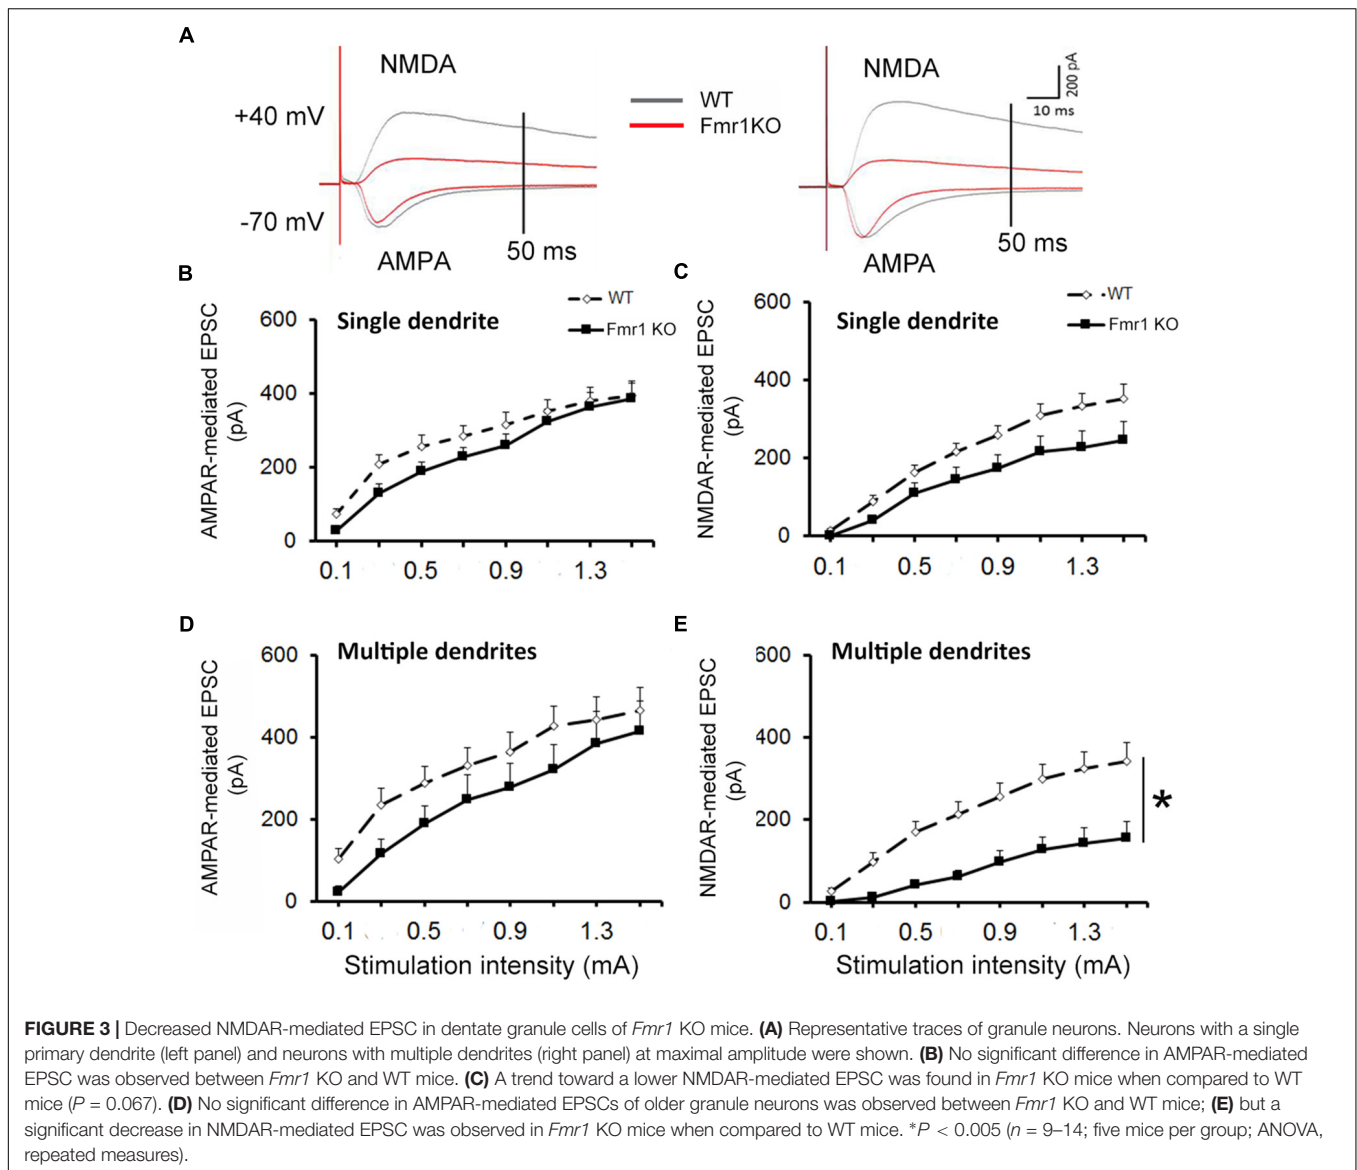 A
NMDA
+40 mV
-70 mV
AMPA
50 ms
WT
Fmr1KO
NMDA
200 pA
10 ms
50 ms
AMPA
B
AMPAR-mediated EPSC
(pA)
Single dendrite
WT
Fmr1 KO
600
400
200
0
0.1 0.5 0.9 1.3
C
NMDAR-mediated EPSC
(pA)
Single dendrite
WT
Fmr1 KO
600
400
200
0
0.1 0.5 0.9 1.3
D
AMPAR-mediated EPSC
(pA)
Multiple dendrites
600
400
200
0
0.1 0.5 0.9 1.3
Stimulation intensity (mA)
E
NMDAR-mediated EPSC
(pA)
Multiple dendrites
600
400
200
0
*
0.1 0.5 0.9 1.3
Stimulation intensity (mA)
FIGURE 3 | Decreased NMDAR-mediated EPSC in dentate granule cells of Fmr1 KO mice. (A) Representative traces of granule neurons. Neurons with a single
primary dendrite (left panel) and neurons with multiple dendrites (right panel) at maximal amplitude were shown. (B) No significant difference in AMPAR-mediated
EPSC was observed between Fmr1 KO and WT mice. (C) A trend toward a lower NMDAR-mediated EPSC was found in Fmr1 KO mice when compared to WT
mice (P = 0.067). (D) No significant difference in AMPAR-mediated EPSCs of older granule neurons was observed between Fmr1 KO and WT mice; (E) but a
significant decrease in NMDAR-mediated EPSC was observed in Fmr1 KO mice when compared to WT mice. *P < 0.005 (n = 9–14; five mice per group; ANOVA,
repeated measures).